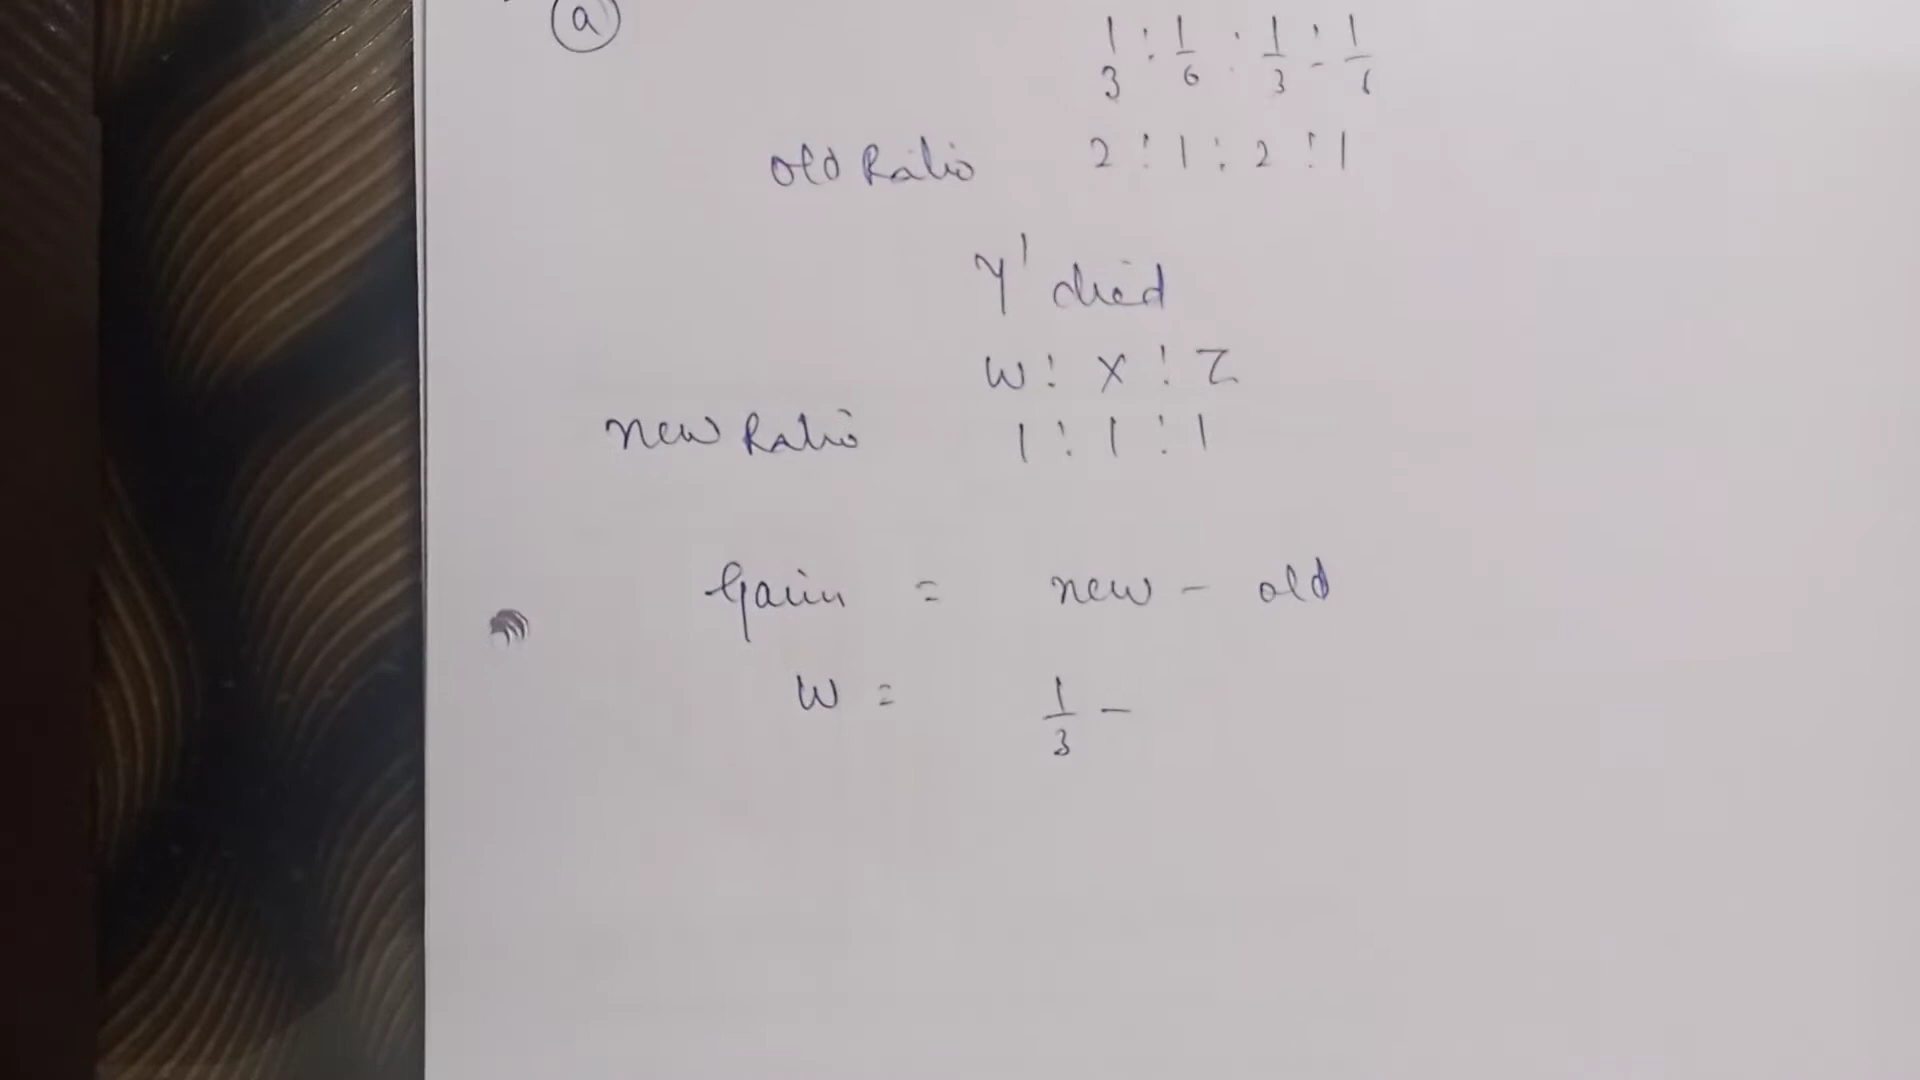 a
1/3 : 1/6 : 1/3 : 1/6
Old Ratio 2 : 1 : 2 : 1
Y' died
W : X : Z
New Ratio 1 : 1 : 1
Gain = new - old
W = 1/3 -